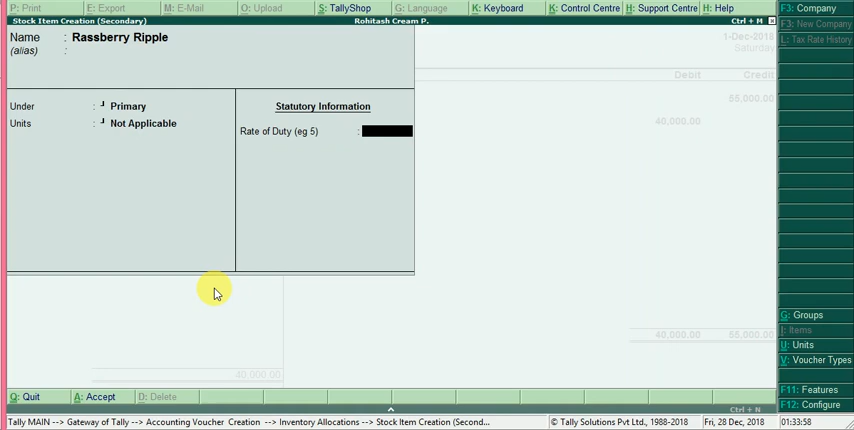 P: Print E: Export M: E-Mail O: Upload S: TallyShop G: Language K: Keyboard K: Control Centre H: Support Centre H: Help F3: Company
Stock Item Creation (Secondary) Rohitash Cream P. Ctrl + M F3: New Company
Name : Rassberry Ripple 1-Dec-2018 L: Tax Rate History
(alias) : Saturday
Debit Credit
55,000.00
Under : Primary Statutory Information
Units : Not Applicable 40,000.00
Rate of Duty (eg 5) :
G: Groups
I: Items
40,000.00 55,000.00
U: Units
V: Voucher Types
40,000.00
F11: Features
Q: Quit A: Accept D: Delete
F12: Configure
Ctrl + N
Tally MAIN --> Gateway of Tally --> Accounting Voucher Creation --> Inventory Allocations --> Stock Item Creation (Second... © Tally Solutions Pvt Ltd., 1988-2018 Fri, 28 Dec, 2018 01:33:58